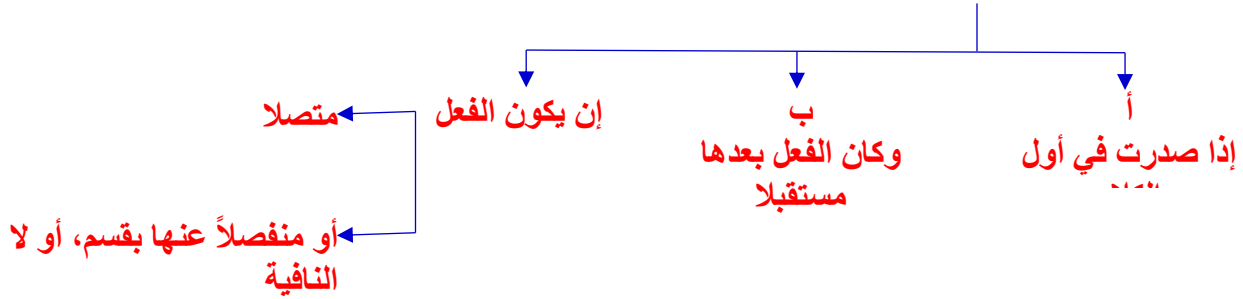 أ
إذا صدرت في أول
ب
وكان الفعل بعدها
مستقبلا
إن يكون الفعل
متصلا
أو منفصلاً عنها بقسم، أو لا
النافية